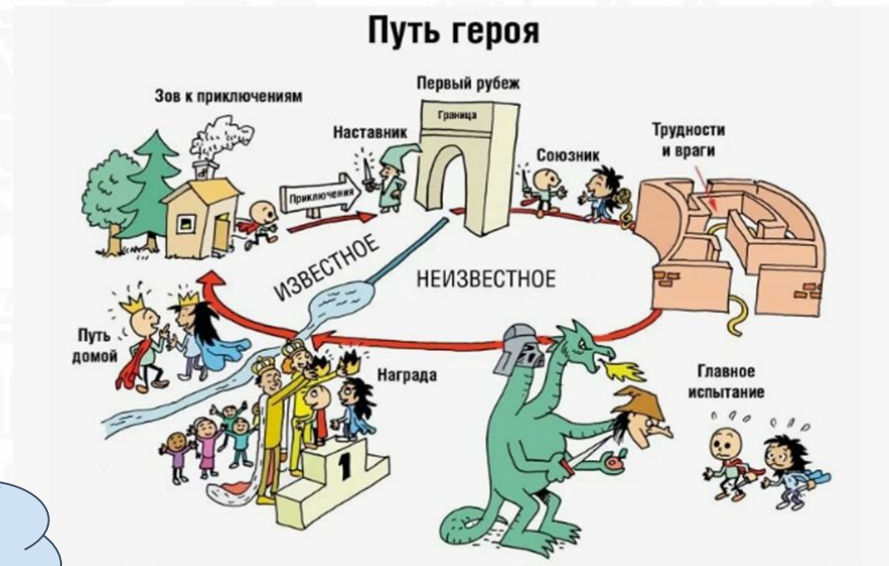 Путь героя
Зов к приключениям
Первый рубеж
Граница
Наставник
Приключения
Союзник
Трудности
и враги
ИЗВЕСТНОЕ
НЕИЗВЕСТНОЕ
Путь
домой
Награда
1
Главное
испытание